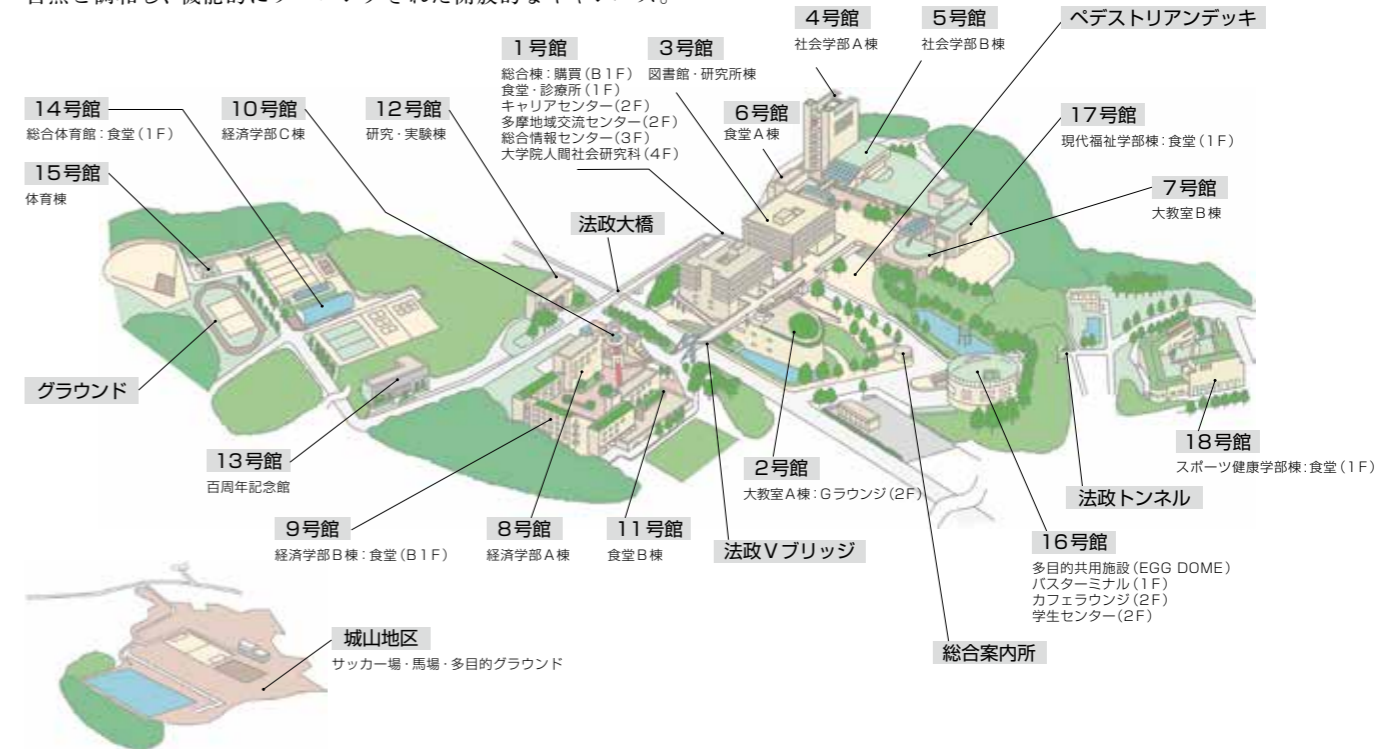 自然と調和し、機能的にゾーニングされた開放的なキャンパス。
4号館
社会学部A棟
5号館
社会学部B棟
ペデストリアンデッキ
1号館
総合棟：購買（B1F）
食堂・診療所（1F）
キャリアセンター（2F）
多摩地域交流センター（2F）
総合情報センター（3F）
大学院人間社会研究科（4F）
3号館
図書館・研究所棟
6号館
食堂A棟
14号館
総合体育館：食堂（1F）
10号館
経済学部C棟
12号館
研究・実験棟
17号館
現代福祉学部棟：食堂（1F）
15号館
体育棟
7号館
大教室B棟
法政大橋
グラウンド
13号館
百周年記念館
9号館
経済学部B棟：食堂（B1F）
8号館
経済学部A棟
11号館
食堂B棟
2号館
大教室A棟：Gラウンジ（2F）
法政Vブリッジ
18号館
スポーツ健康学部棟：食堂（1F）
法政トンネル
16号館
多目的共用施設（EGG DOME）
バスターミナル（1F）
カフェラウンジ（2F）
学生センター（2F）
総合案内所
城山地区
サッカー場・馬場・多目的グラウンド